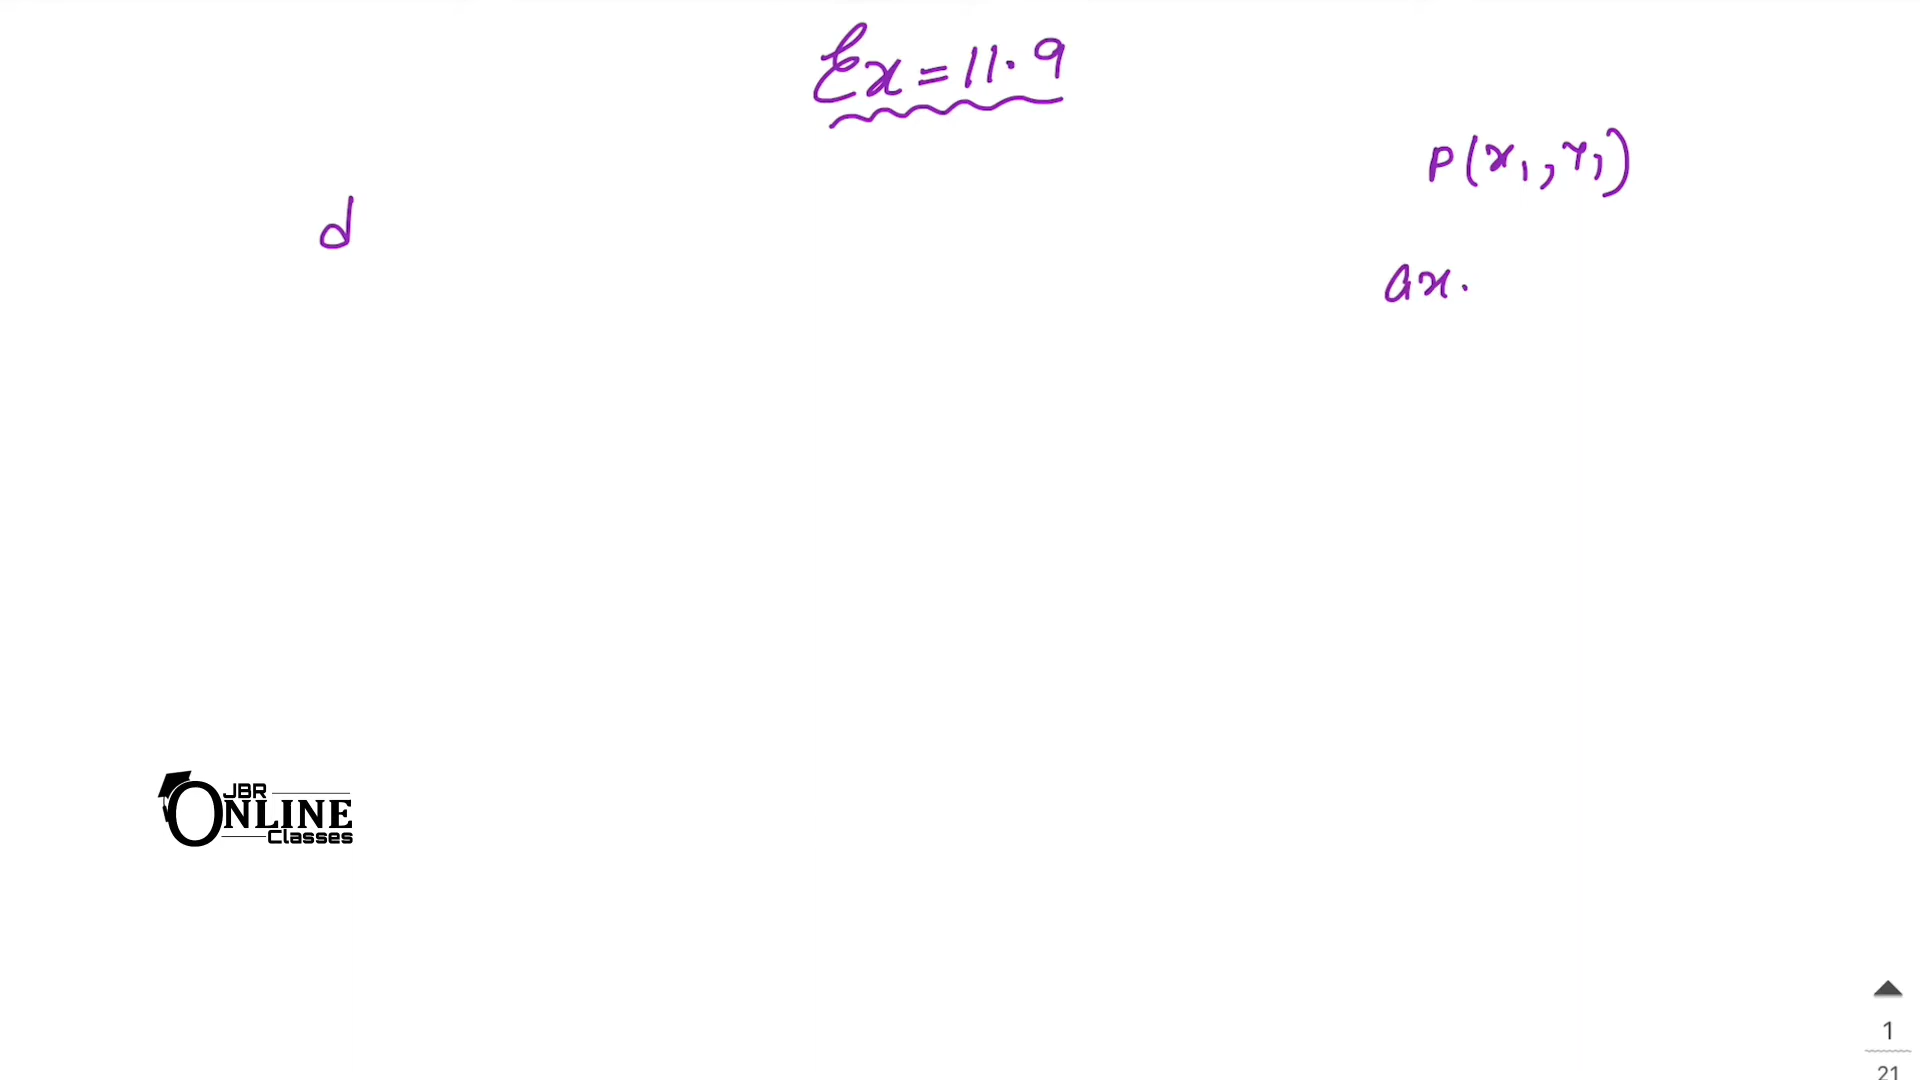 Ex = 11.9
P(x₁, y₁)
d
ax.
JBR
ONLINE
Classes
1
21